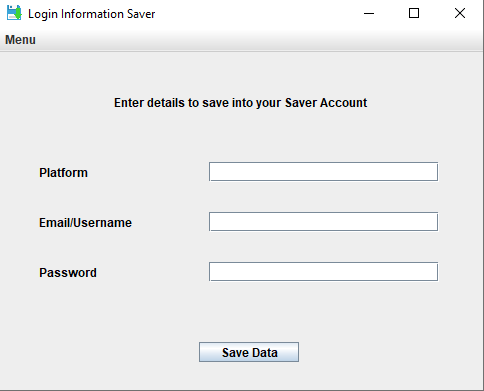 Login Information Saver
Menu
Enter details to save into your Saver Account
Platform
Email/Username
Password
Save Data